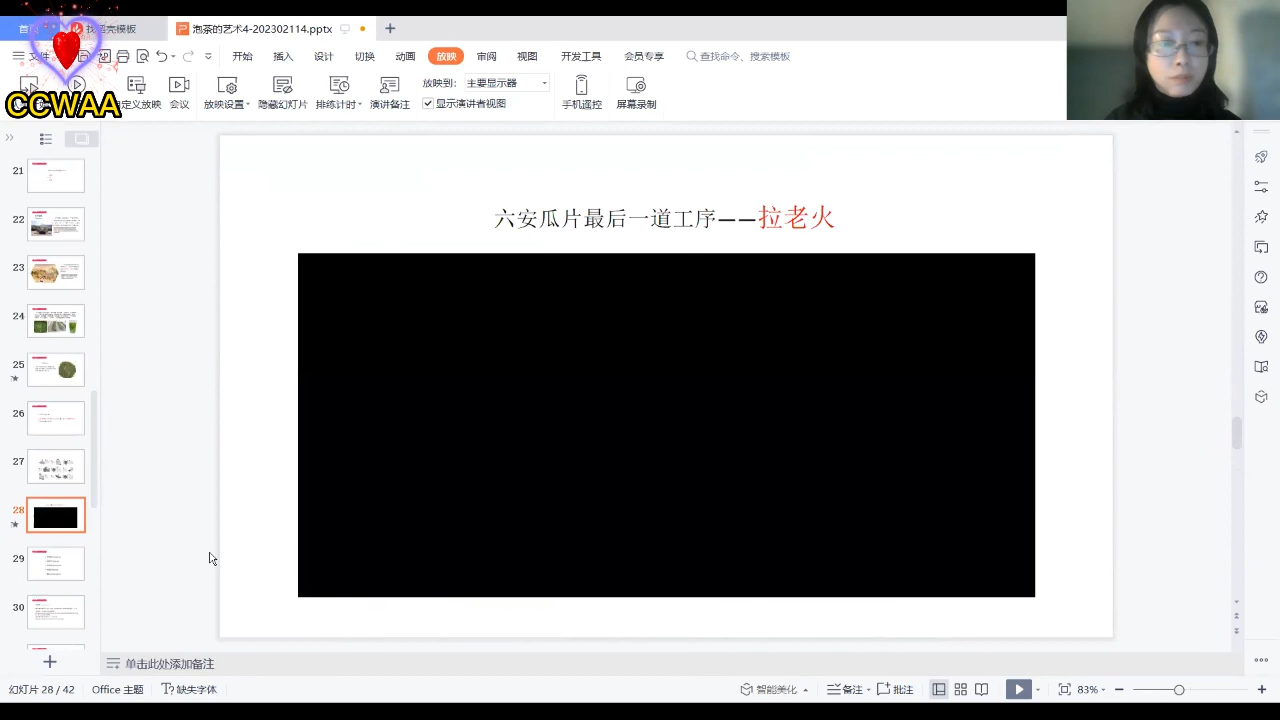 首页
找稻壳模板
泡茶的艺术4-202302114.pptx
文件
开始 插入 设计 切换 动画 放映 审阅 视图 开发工具 会员专享
查找命令、搜索模板
CCWAA
定义放映
会议
放映设置
隐藏幻灯片
排练计时
演讲备注
放映到: 主要显示器
显示演讲者视图
手机遥控
屏幕录制
21
22
23
24
25
26
27
28
29
30
六安瓜片最后一道工序——拉老火
单击此处添加备注
幻灯片 28 / 42
Office 主题
缺失字体
智能美化
备注
批注
83%